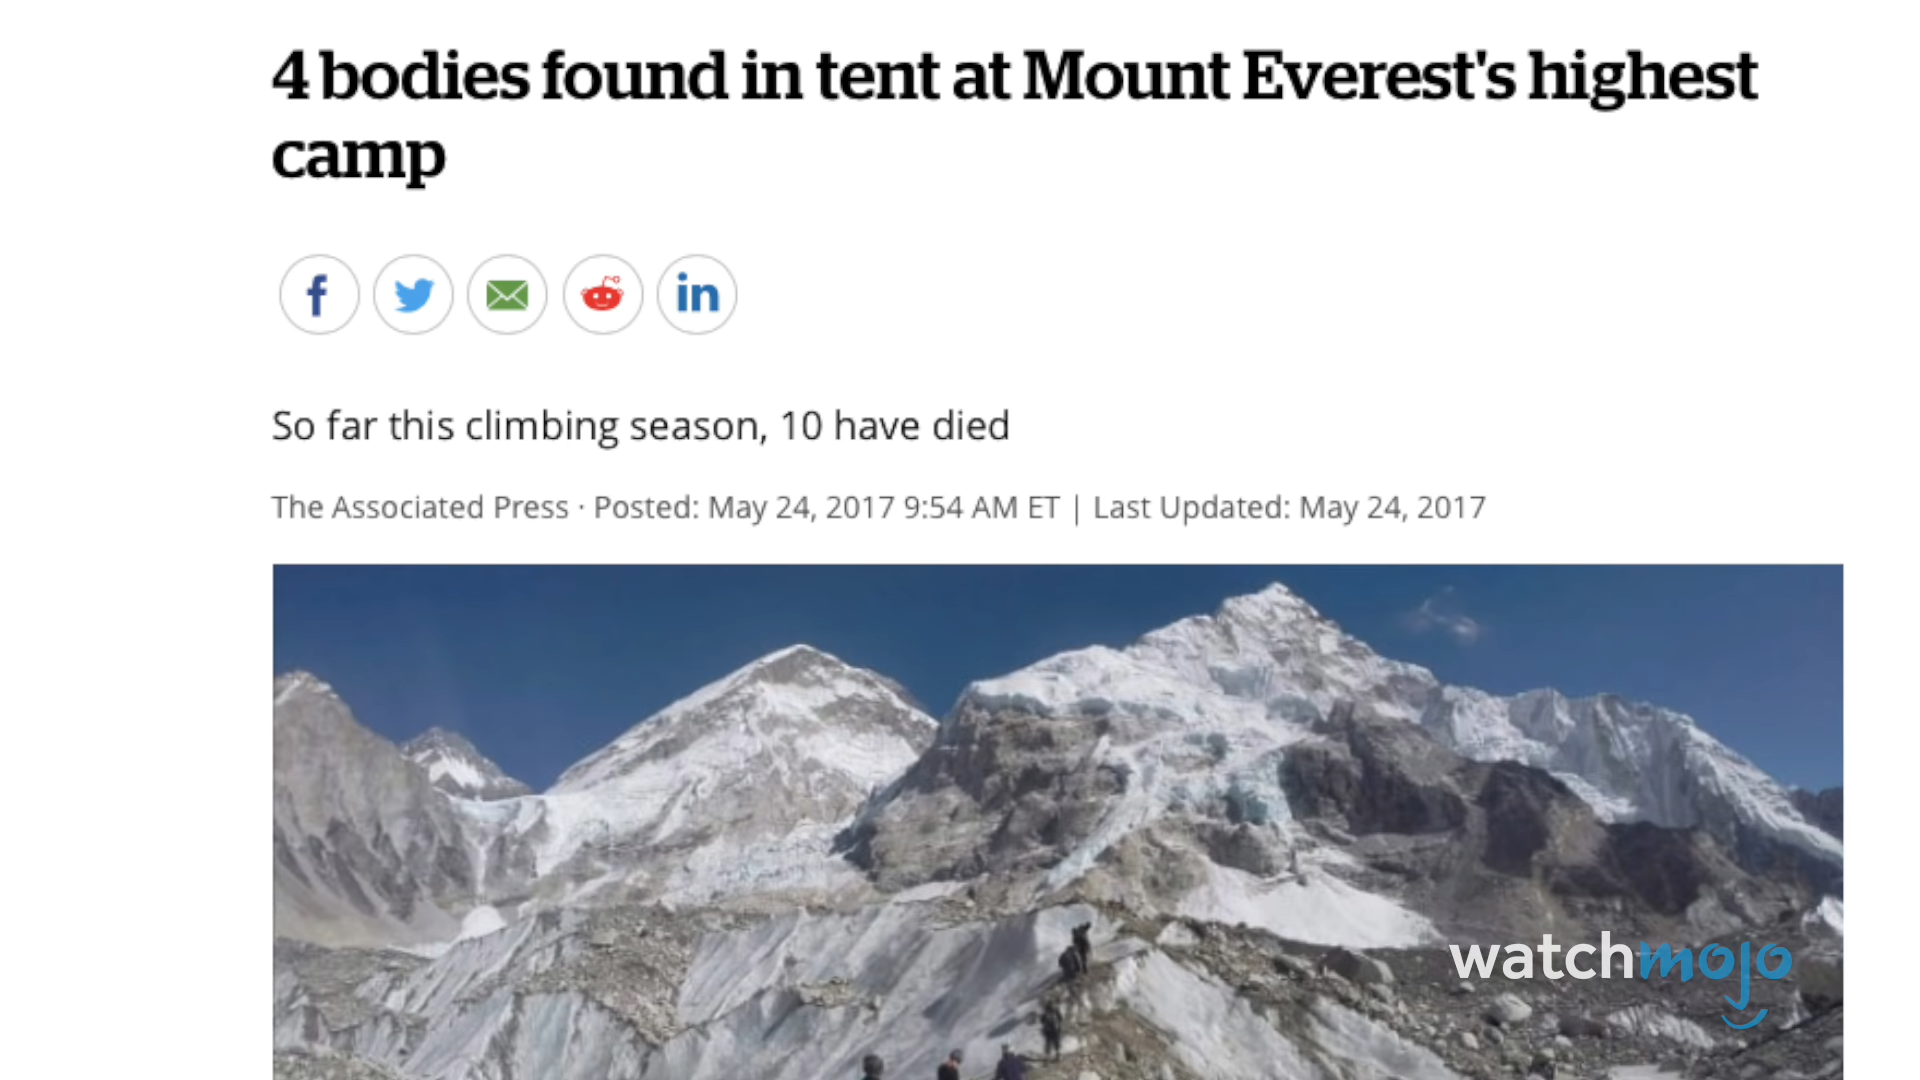 4 bodies found in tent at Mount Everest's highest
camp
f
in
So far this climbing season, 10 have died
The Associated Press · Posted: May 24, 2017 9:54 AM ET | Last Updated: May 24, 2017
watchmojo